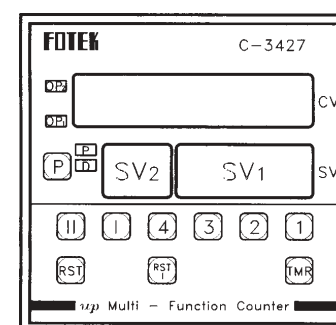 FOTEK C-3427
OP2
CV
OP1
P
P
D
SV2 SV1 SV
II I 4 3 2 1
RST RST I TMR
up Multi - Function Counter